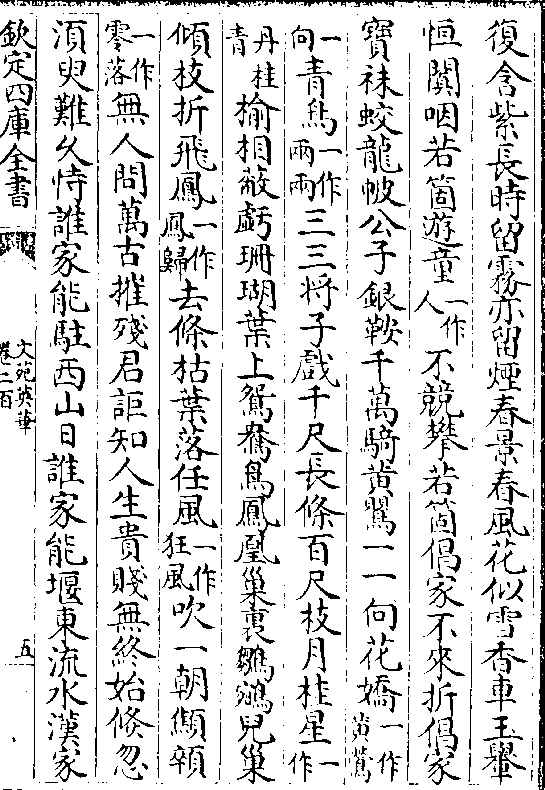 復含紫長時留霧亦留煙春景春風花似雪香車玉轝
恒闐咽若箇遊童一作人不競攀若箇倡家不來折倡家
寶袜蛟龍帔公子銀鞍千萬騎黄鸎一一向花嬌一作黄鶯
一向青鳥一作兩兩三三将子戲千尺長條百尺枝月桂星一作
丹桂青榆相蔽虧珊瑚葉上鴛鴦鳥鳳凰巢裏鶵鵷兒巢
傾枝折飛鳳一作鳳歸去條枯葉落任風一作狂風吹一朝顦顇
一作零落無人問萬古摧殘君詎知人生貴賤無終始倐忽
湏臾難久恃誰家能駐西山日誰家能堰東流水漢家
欽定四庫全書
文苑英華
卷二百
五